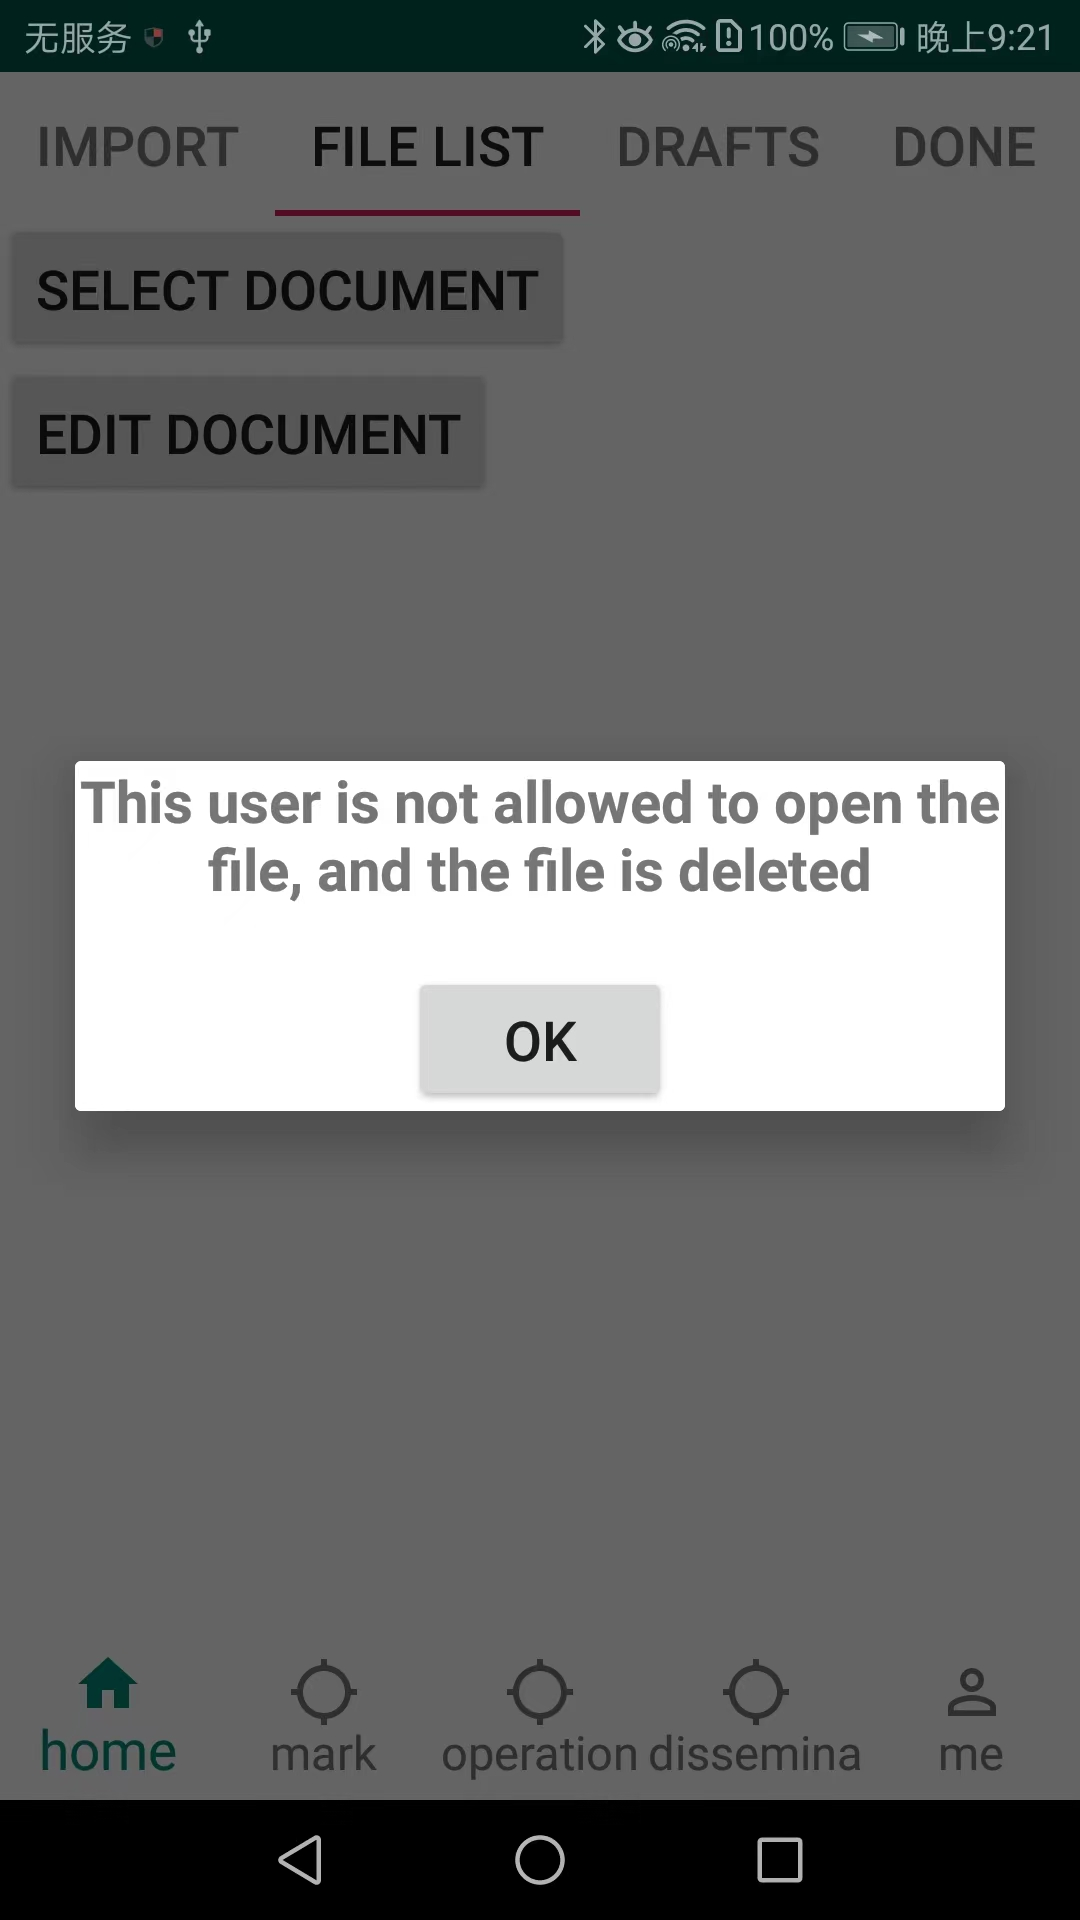 无服务 100% 晚上9:21
IMPORT FILE LIST DRAFTS DONE
SELECT DOCUMENT
EDIT DOCUMENT
This user is not allowed to open the
file, and the file is deleted
OK
home mark operation dissemina me